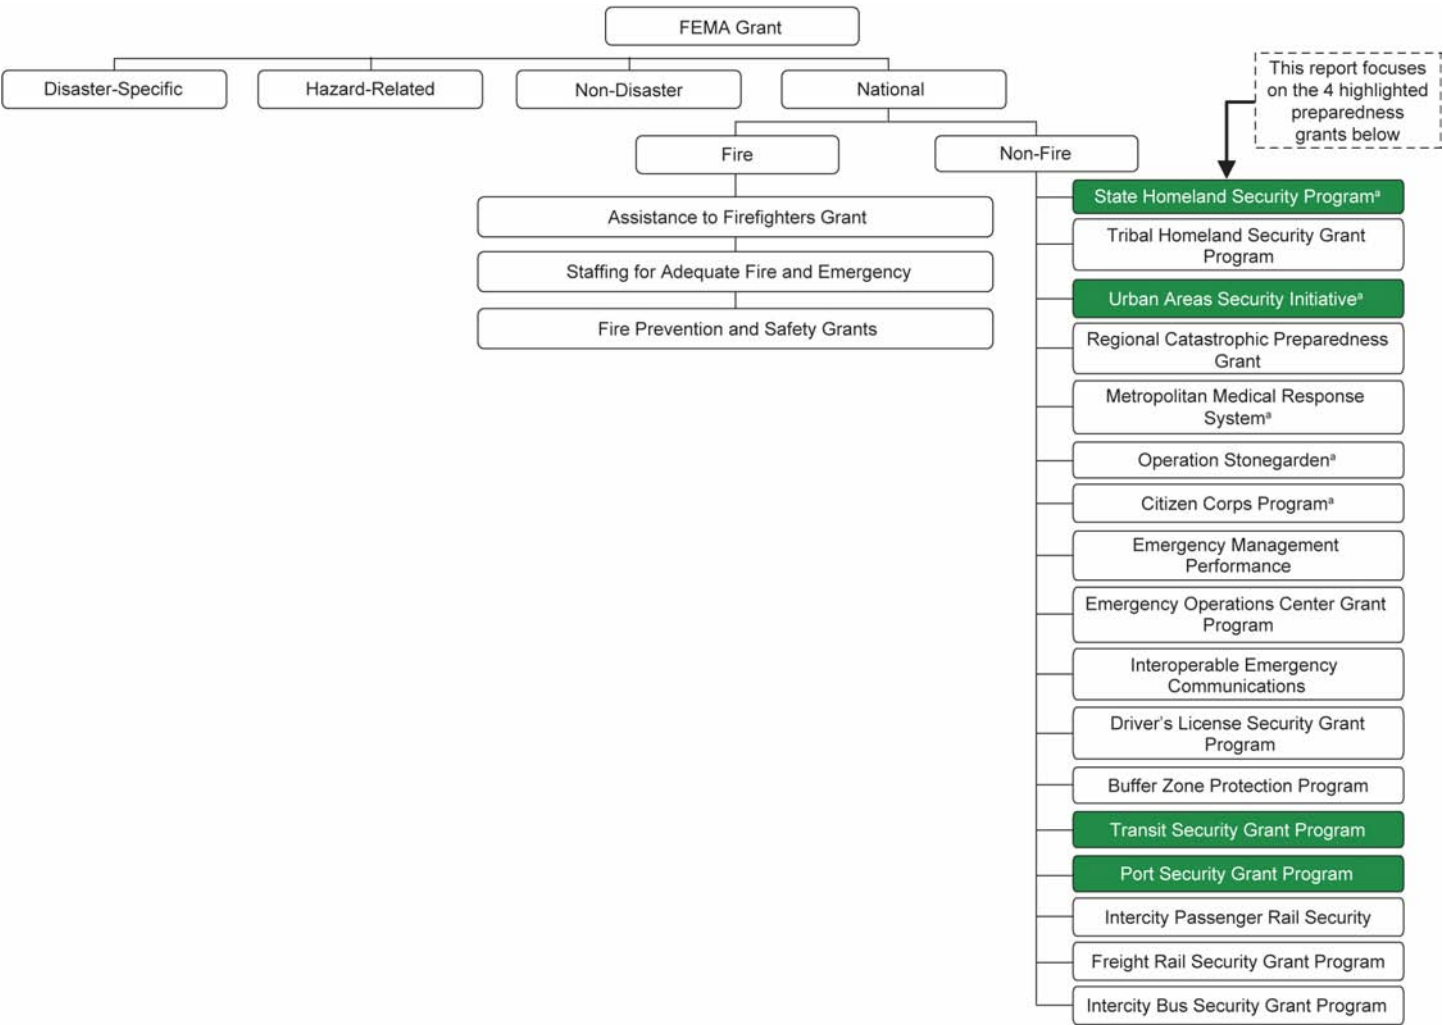 FEMA Grant
Disaster-Specific
Hazard-Related
Non-Disaster
National
This report focuses
on the 4 highlighted
preparedness
grants below
Fire
Non-Fire
Assistance to Firefighters Grant
Staffing for Adequate Fire and Emergency
Fire Prevention and Safety Grants
State Homeland Security Programᵃ
Tribal Homeland Security Grant
Program
Urban Areas Security Initiativeᵃ
Regional Catastrophic Preparedness
Grant
Metropolitan Medical Response
Systemᵃ
Operation Stonegardenᵃ
Citizen Corps Programᵃ
Emergency Management
Performance
Emergency Operations Center Grant
Program
Interoperable Emergency
Communications
Driver's License Security Grant
Program
Buffer Zone Protection Program
Transit Security Grant Program
Port Security Grant Program
Intercity Passenger Rail Security
Freight Rail Security Grant Program
Intercity Bus Security Grant Program